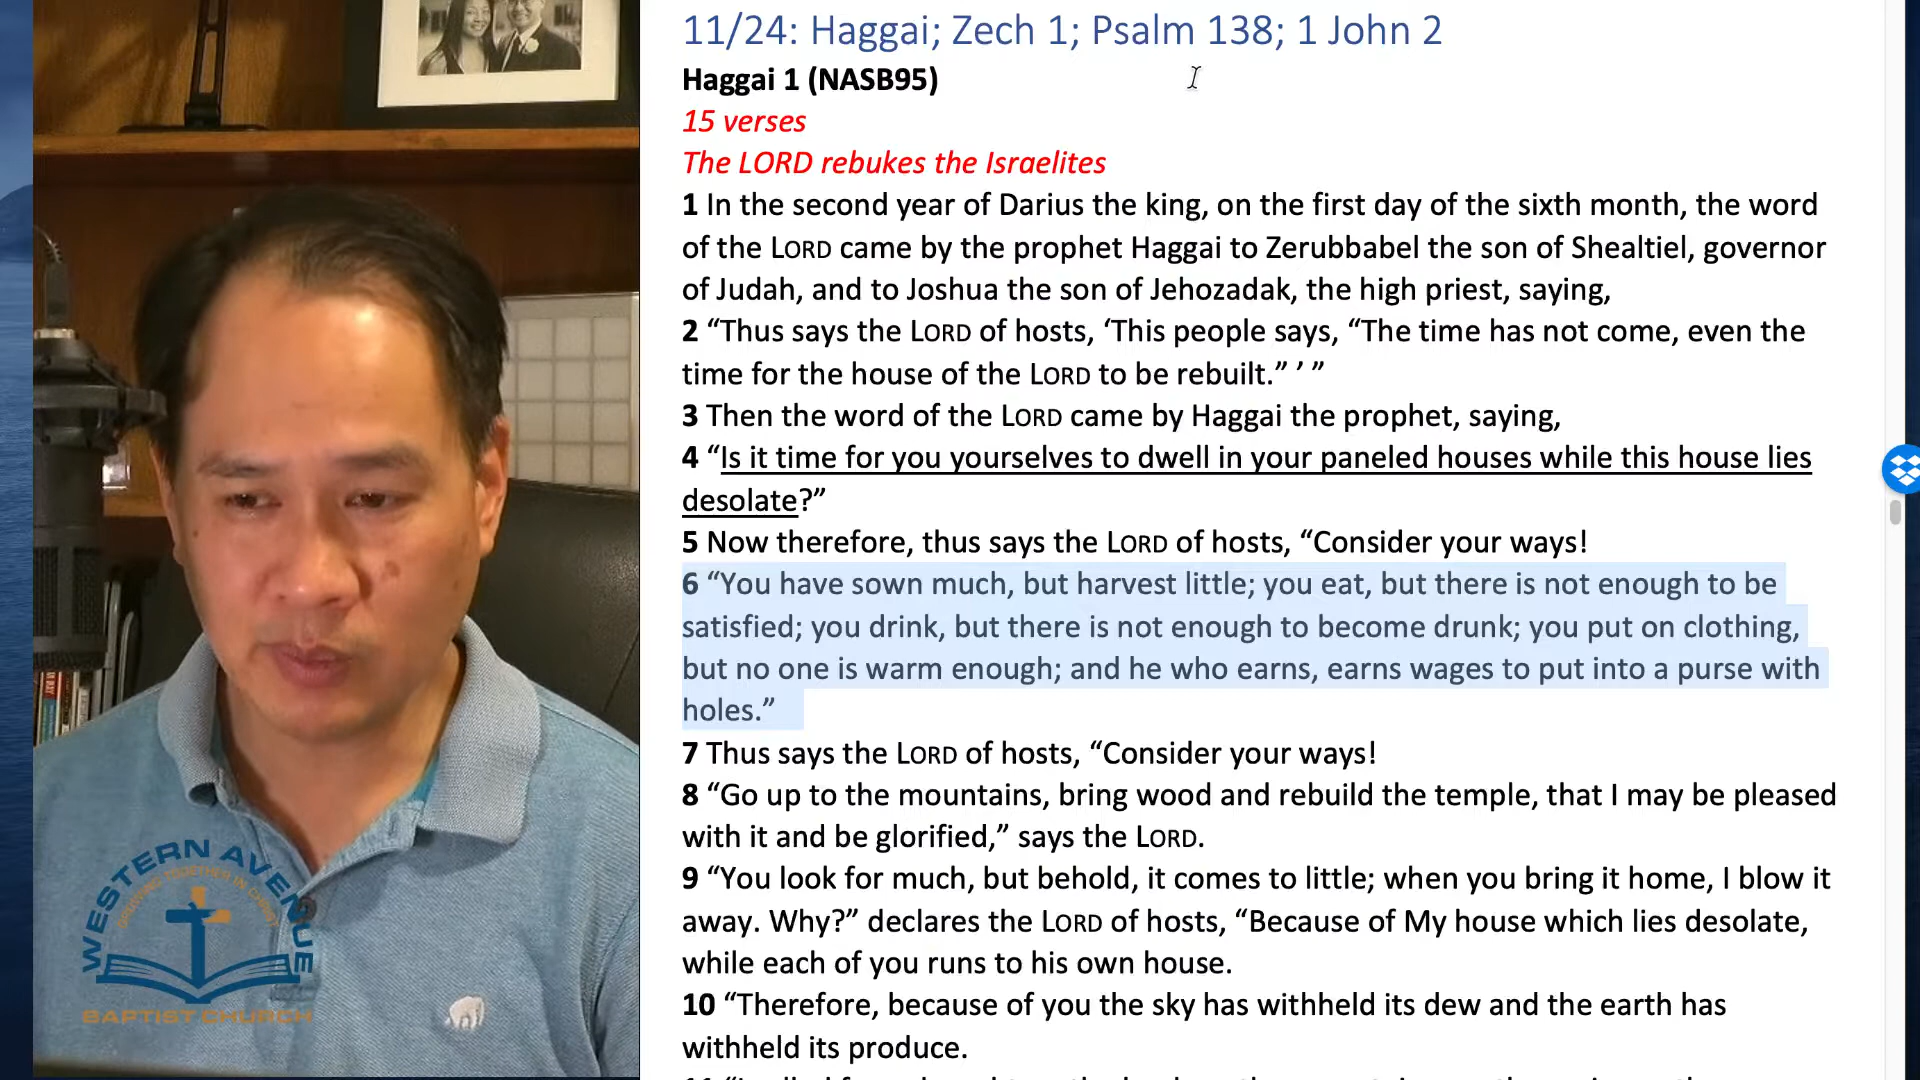 11/24: Haggai; Zech 1; Psalm 138; 1 John 2
Haggai 1 (NASB95)
15 verses
The LORD rebukes the Israelites
1 In the second year of Darius the king, on the first day of the sixth month, the word
of the LORD came by the prophet Haggai to Zerubbabel the son of Shealtiel, governor
of Judah, and to Joshua the son of Jehozadak, the high priest, saying,
2 “Thus says the LORD of hosts, ‘This people says, “The time has not come, even the
time for the house of the LORD to be rebuilt.” ’ ”
3 Then the word of the LORD came by Haggai the prophet, saying,
4 “Is it time for you yourselves to dwell in your paneled houses while this house lies
desolate?”
5 Now therefore, thus says the LORD of hosts, “Consider your ways!
6 “You have sown much, but harvest little; you eat, but there is not enough to be
satisfied; you drink, but there is not enough to become drunk; you put on clothing,
but no one is warm enough; and he who earns, earns wages to put into a purse with
holes.”
7 Thus says the LORD of hosts, “Consider your ways!
8 “Go up to the mountains, bring wood and rebuild the temple, that I may be pleased
with it and be glorified,” says the LORD.
9 “You look for much, but behold, it comes to little; when you bring it home, I blow it
away. Why?” declares the LORD of hosts, “Because of My house which lies desolate,
while each of you runs to his own house.
10 “Therefore, because of you the sky has withheld its dew and the earth has
withheld its produce.
WESTERN AVENUE
GROWING TOGETHER IN CHRIST
BAPTIST CHURCH